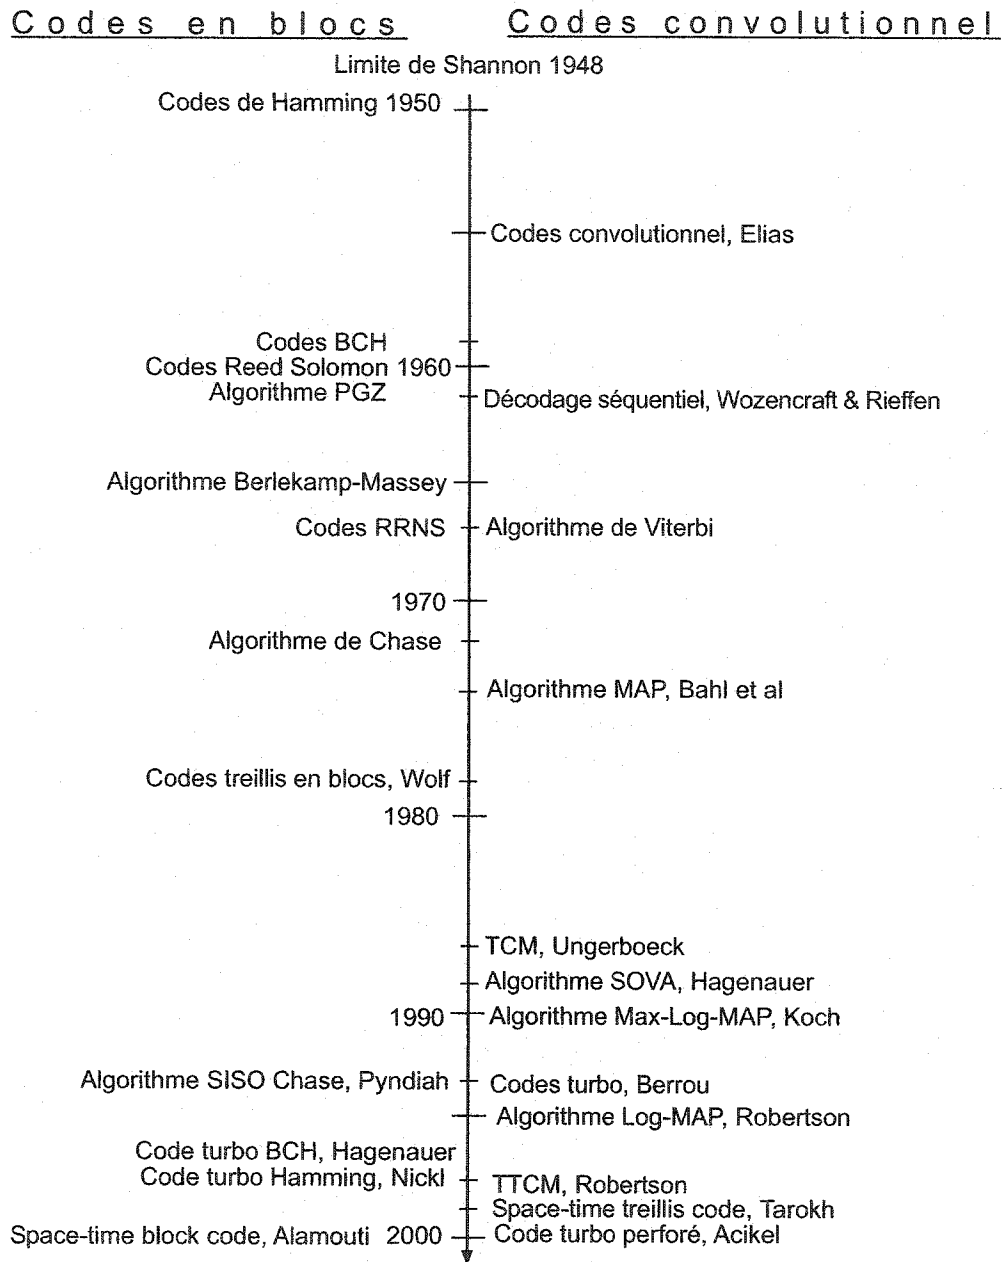 Codes en blocs Codes convolutionnel
Limite de Shannon 1948
Codes de Hamming 1950
Codes convolutionnel, Elias
Codes BCH
Codes Reed Solomon 1960
Algorithme PGZ
Décodage séquentiel, Wozencraft & Rieffen
Algorithme Berlekamp-Massey
Codes RRNS Algorithme de Viterbi
1970
Algorithme de Chase
Algorithme MAP, Bahl et al
Codes treillis en blocs, Wolf
1980
TCM, Ungerboeck
Algorithme SOVA, Hagenauer
1990 Algorithme Max-Log-MAP, Koch
Algorithme SISO Chase, Pyndiah Codes turbo, Berrou
Algorithme Log-MAP, Robertson
Code turbo BCH, Hagenauer
Code turbo Hamming, Nickl TTCM, Robertson
Space-time treillis code, Tarokh
Space-time block code, Alamouti 2000 Code turbo perforé, Acikel